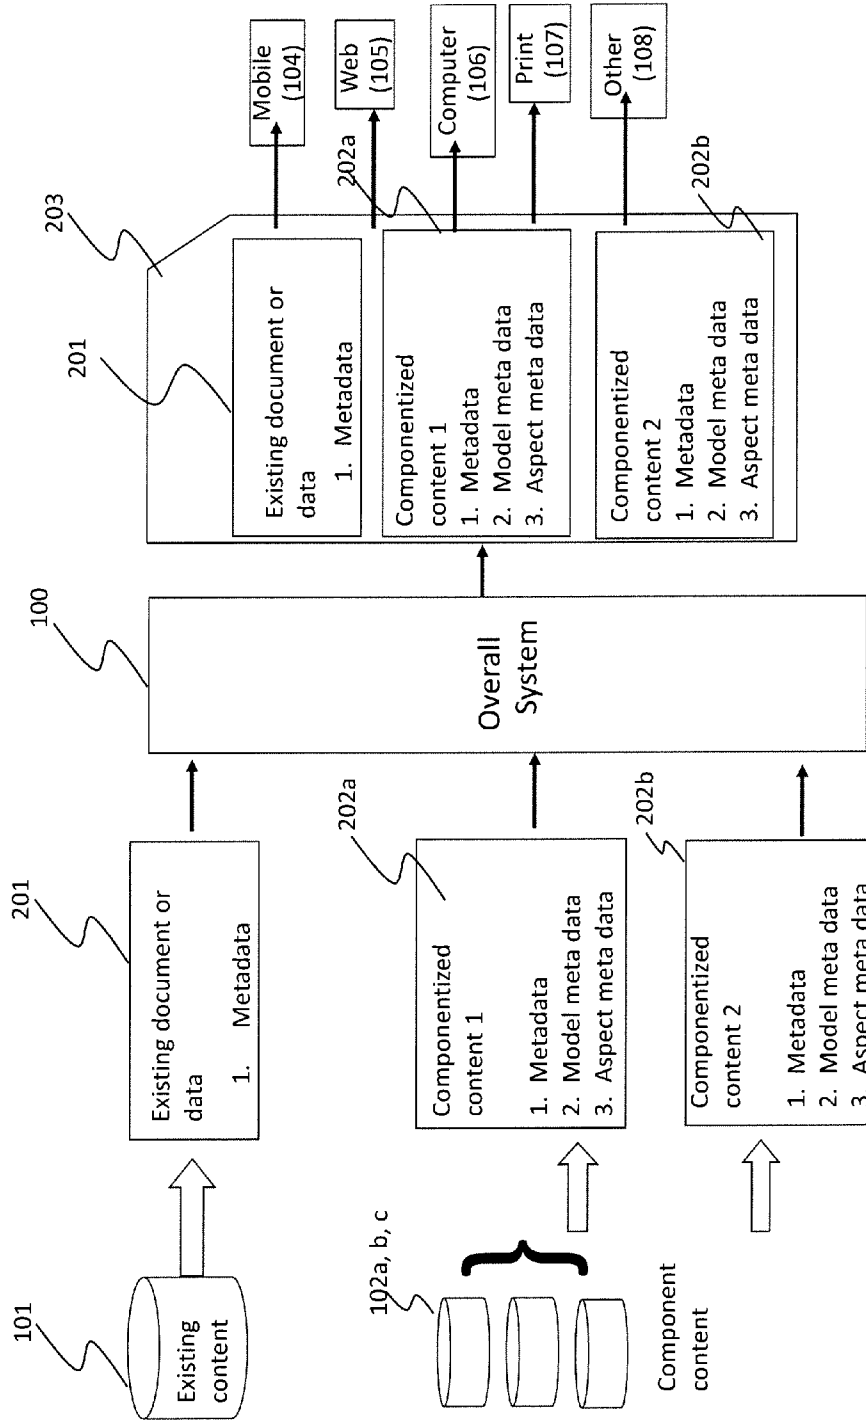 101
Existing
content
201
Existing document or
data
1. Metadata
102a, b, c
Component
content
202a
Componentized
content 1
1. Metadata
2. Model meta data
3. Aspect meta data
202b
Componentized
content 2
1. Metadata
2. Model meta data
3. Aspect meta data
100
Overall
System
203
201
Existing document or
data
1. Metadata
202a
Componentized
content 1
1. Metadata
2. Model meta data
3. Aspect meta data
202b
Componentized
content 2
1. Metadata
2. Model meta data
3. Aspect meta data
Mobile
(104)
Web
(105)
Computer
(106)
Print
(107)
Other
(108)